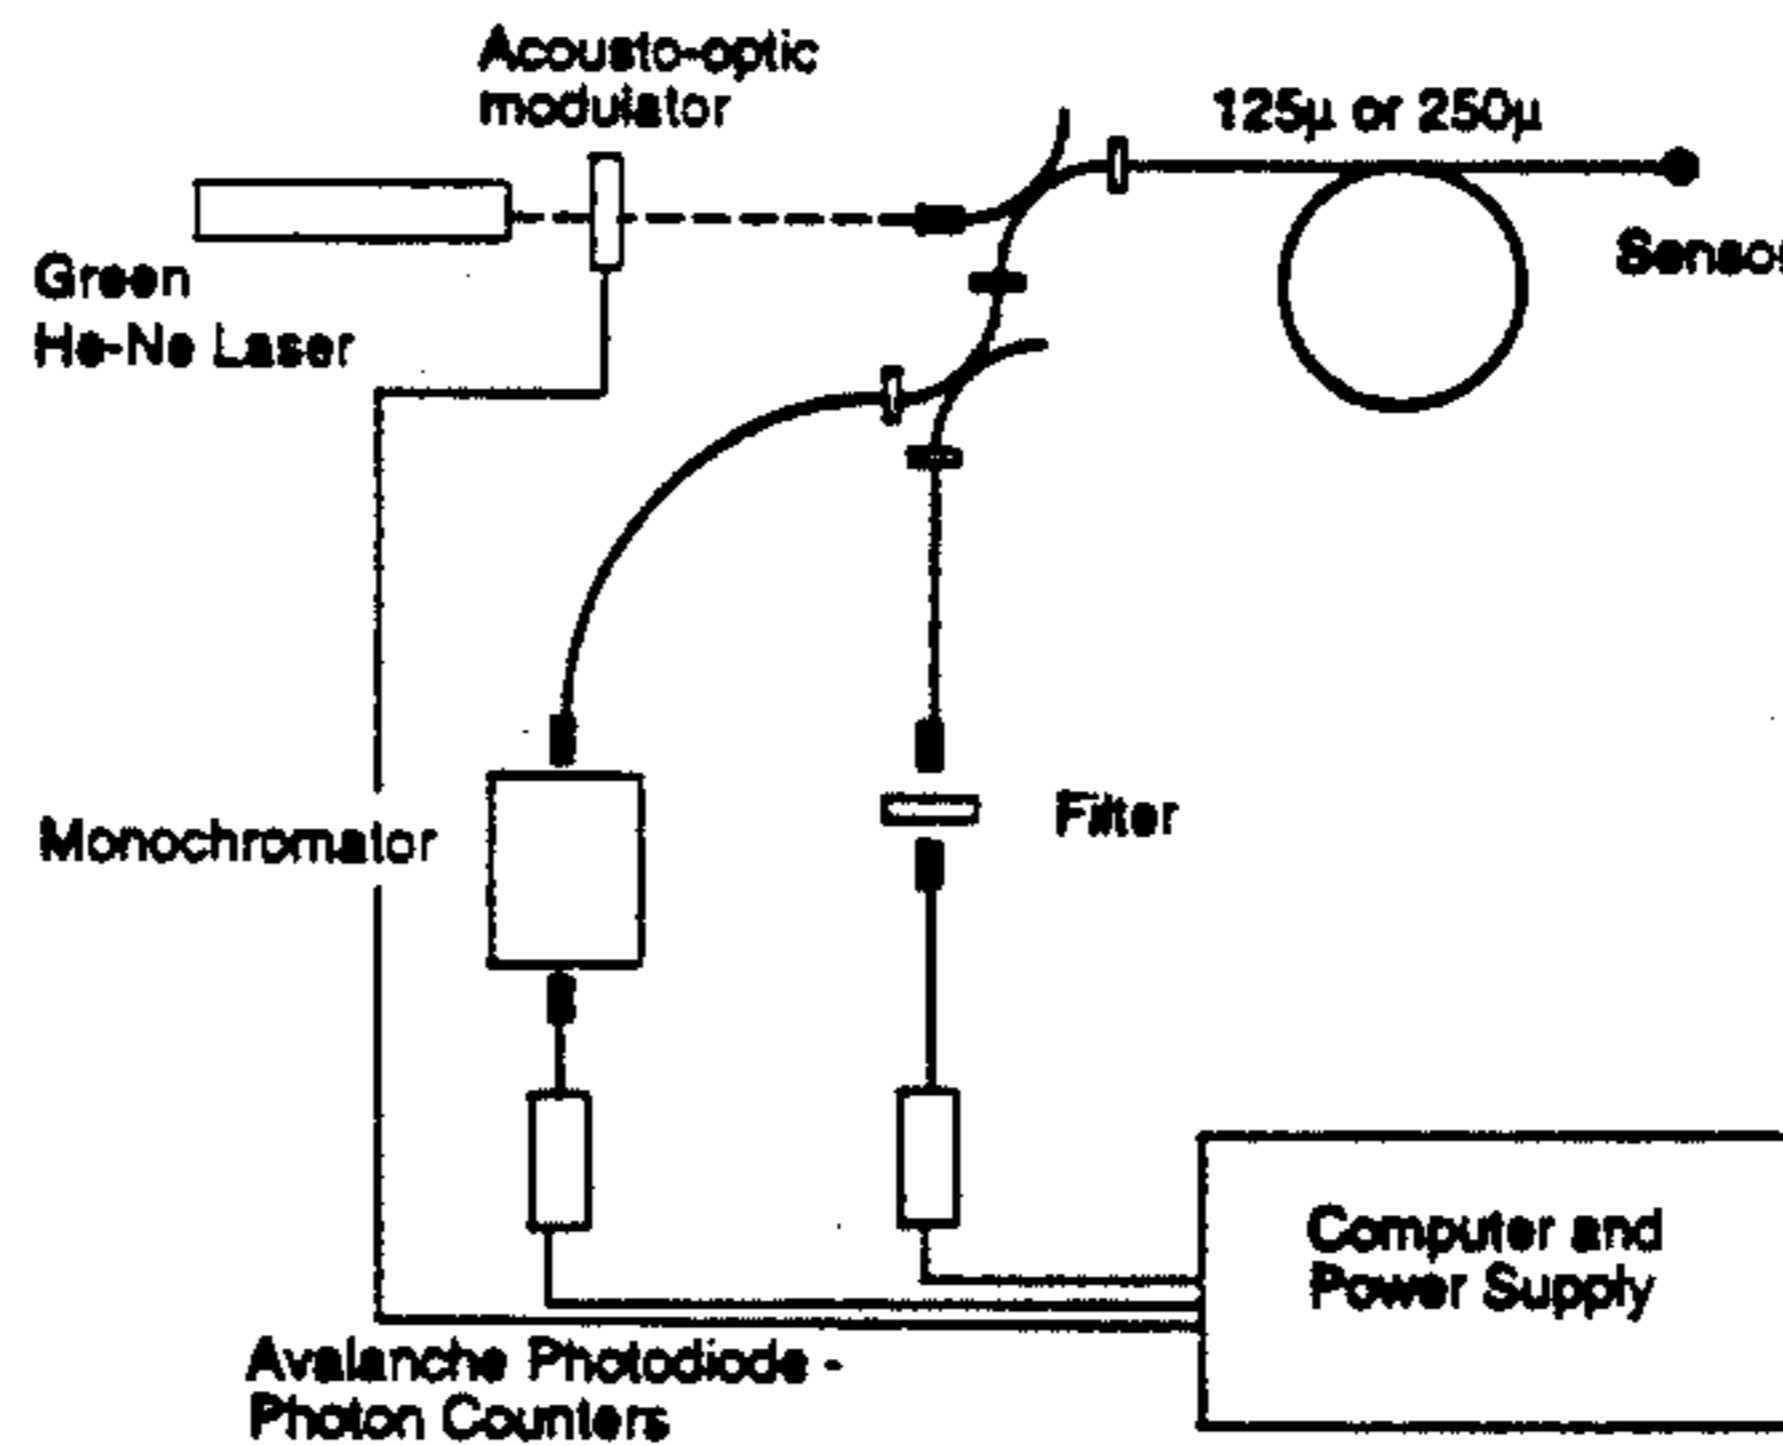 Acousto-optic
modulator
125µ or 250µ
Green
He-Ne Laser
Monochromator
Filter
Computer and
Power Supply
Avalanche Photodiode -
Photon Counters